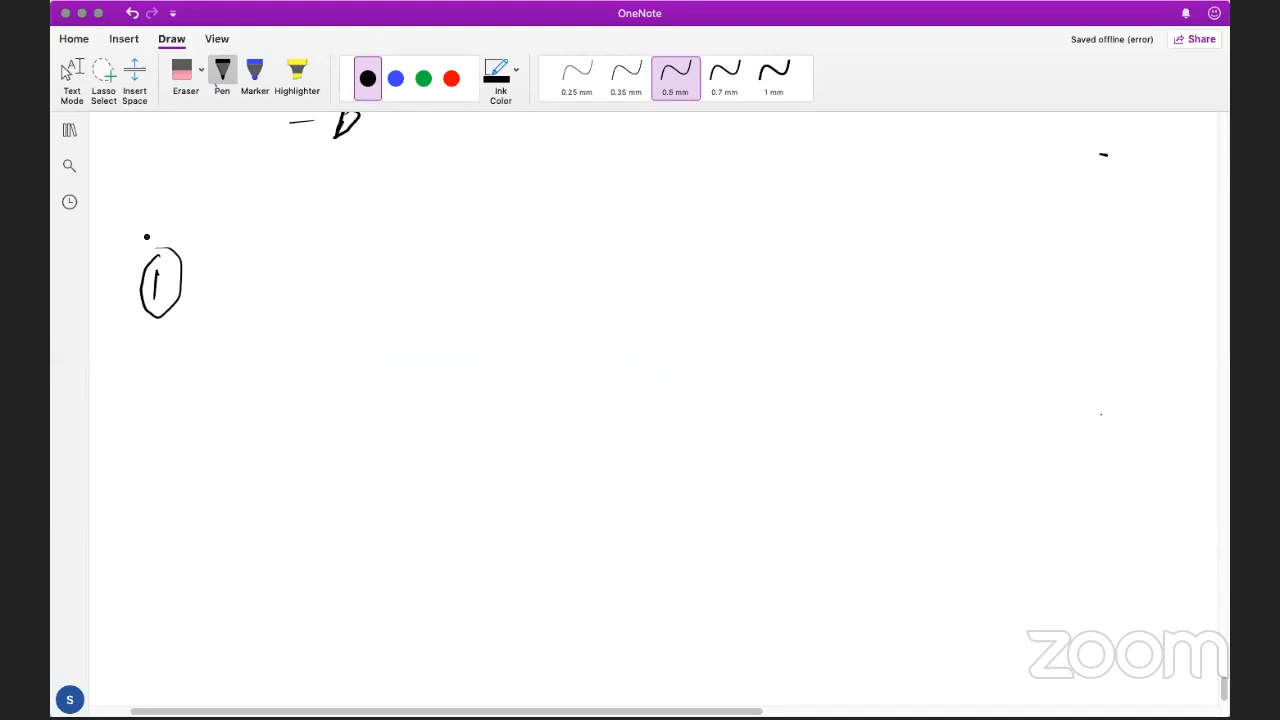 OneNote
Home Insert Draw View
Saved offline (error) Share
Text Mode
Lasso Select
Insert Space
Eraser
Pen
Marker
Highlighter
Ink Color
0.25 mm
0.35 mm
0.5 mm
0.7 mm
1 mm
– D
1
zoom
S